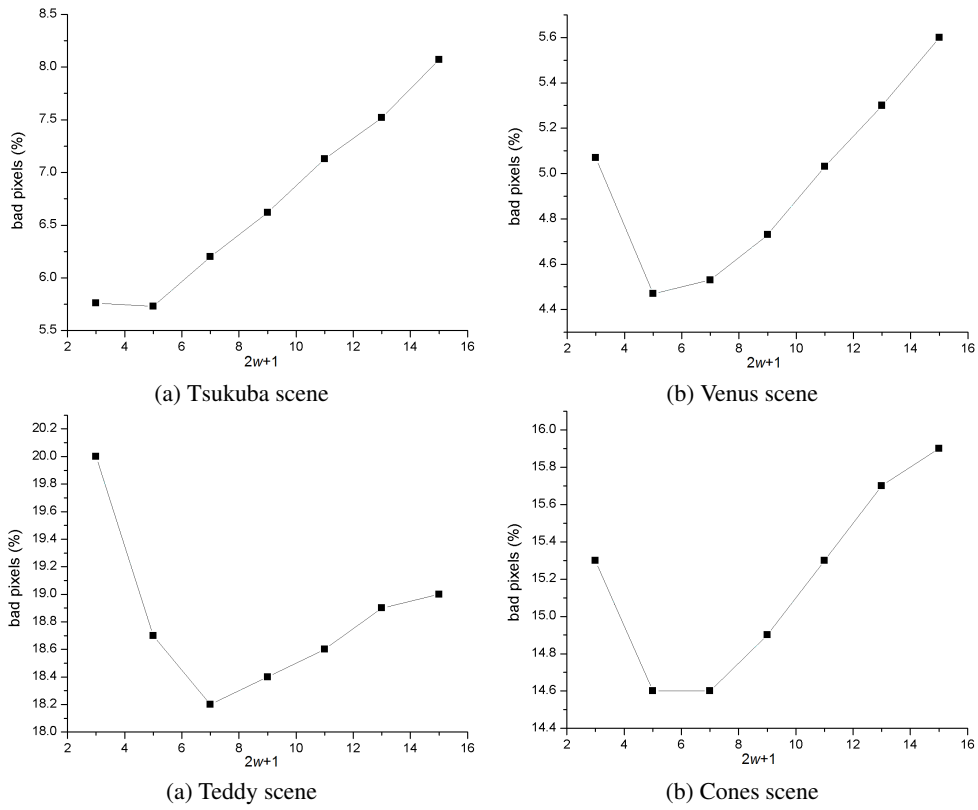 8.5
8.0
7.5
7.0
6.5
6.0
5.5
bad pixels (%)
2 4 6 8 10 12 14 16
2w+1
(a) Tsukuba scene
5.6
5.4
5.2
5.0
4.8
4.6
4.4
bad pixels (%)
2 4 6 8 10 12 14 16
2w+1
(b) Venus scene
20.2
20.0
19.8
19.6
19.4
19.2
19.0
18.8
18.6
18.4
18.2
18.0
bad pixels (%)
2 4 6 8 10 12 14 16
2w+1
(a) Teddy scene
16.0
15.8
15.6
15.4
15.2
15.0
14.8
14.6
14.4
bad pixels (%)
2 4 6 8 10 12 14 16
2w+1
(b) Cones scene